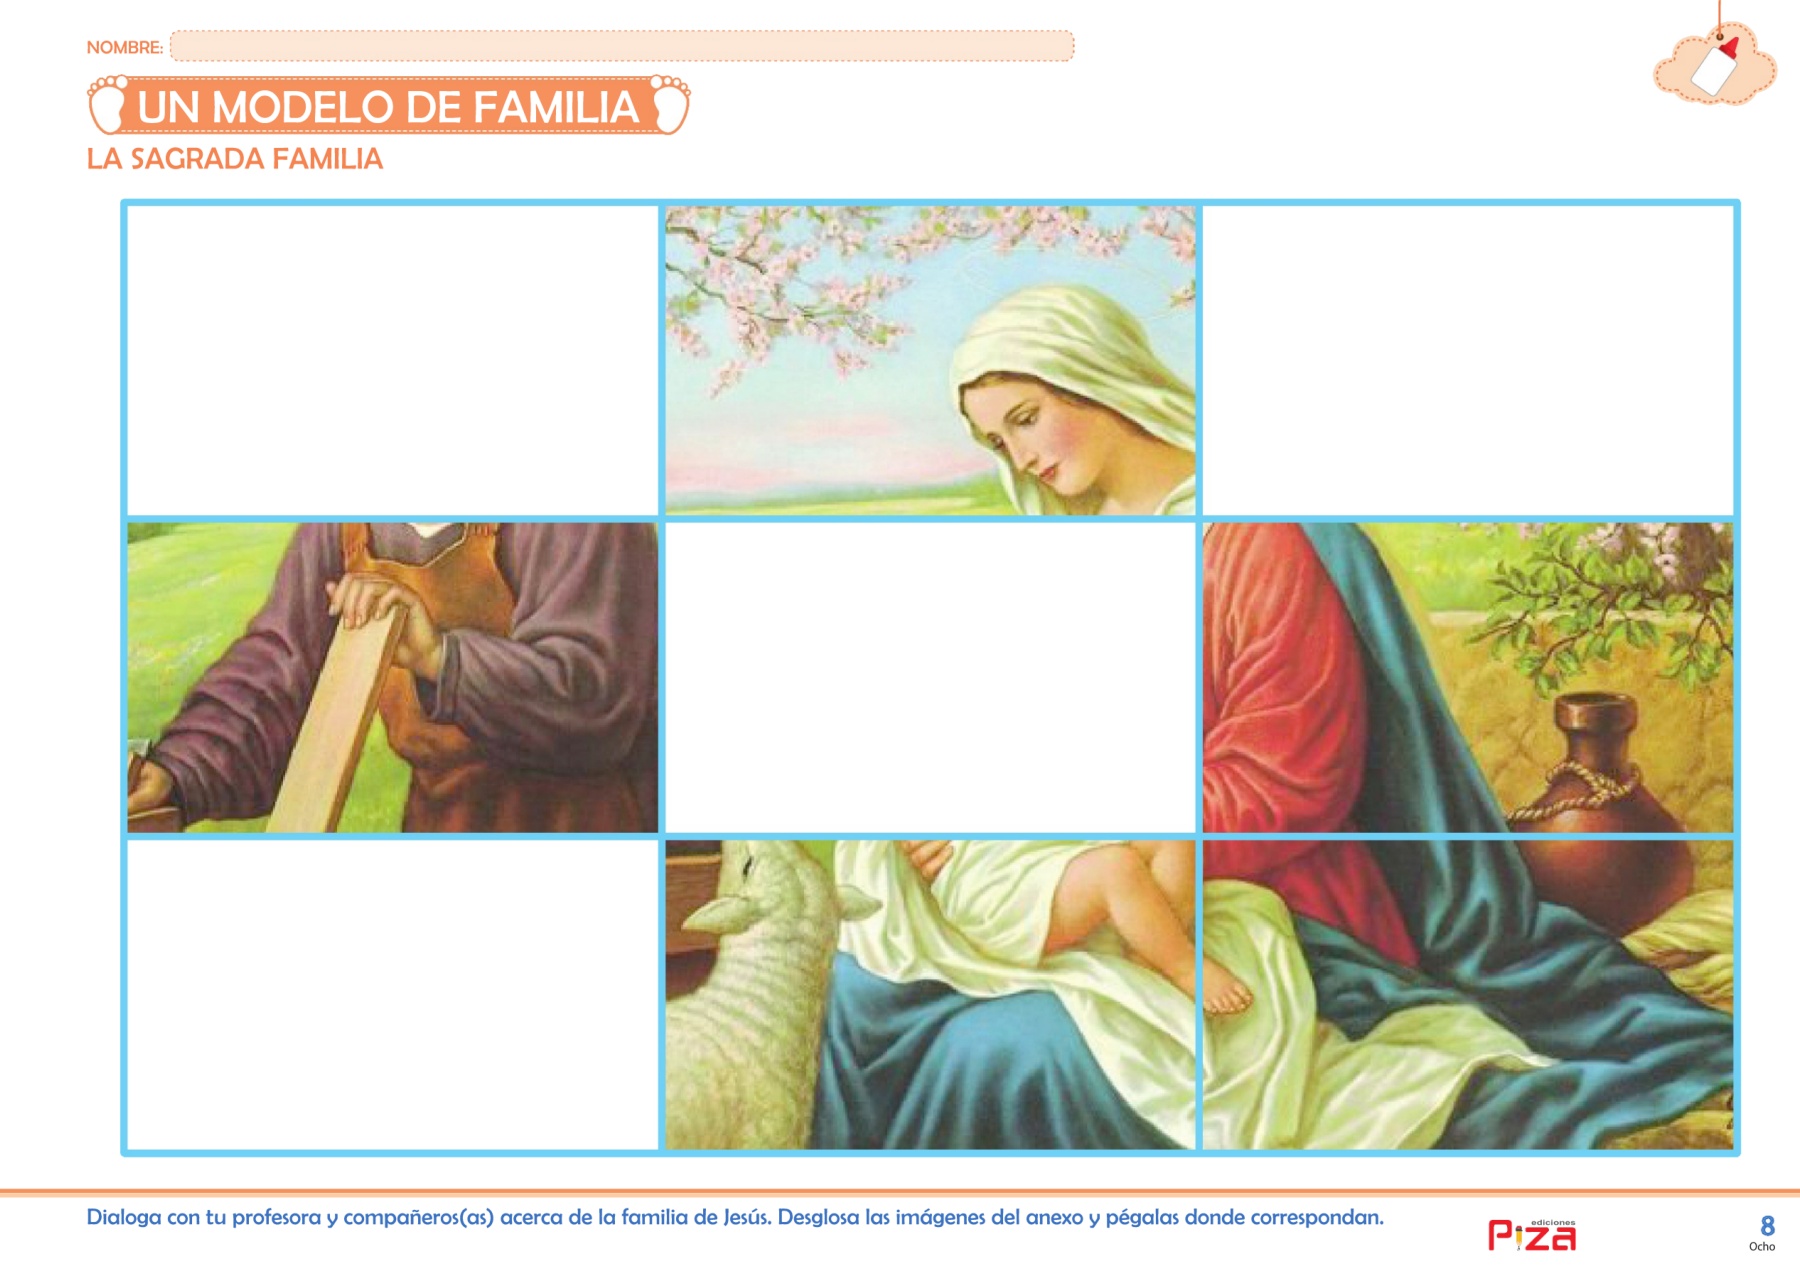 NOMBRE:
UN MODELO DE FAMILIA
LA SAGRADA FAMILIA
Dialoga con tu profesora y compañeros(as) acerca de la familia de Jesús. Desglosa las imágenes del anexo y pégalas donde correspondan.
ediciones
Piza
8
Ocho